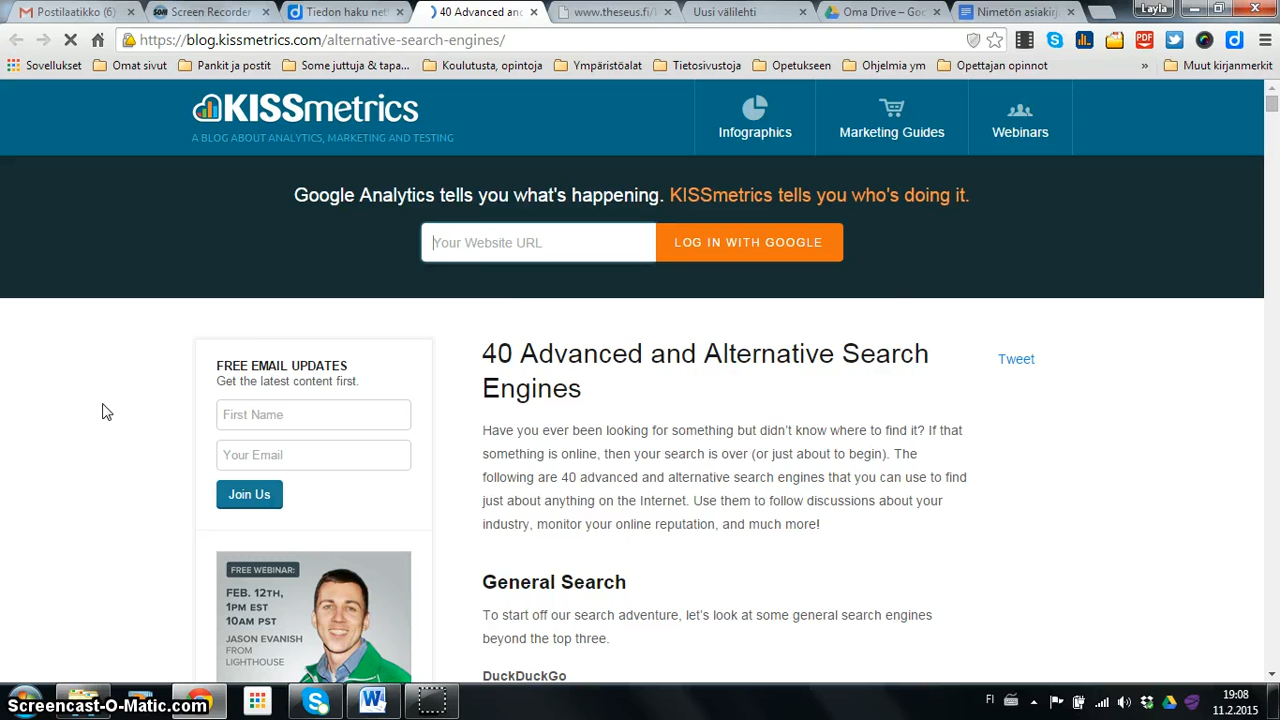 Postilaatikko (6)
Screen Recorder
Tiedon haku net
40 Advanced and
www.theseus.fi/
Uusi välilehti
Oma Drive – Goo
Nimetön asiakirj
Layla
https://blog.kissmetrics.com/alternative-search-engines/
PDF
Sovellukset
Omat sivut
Pankit ja postit
Some juttuja & tapa...
Koulutusta, opintoja
Ympäristöalat
Tietosivustoja
Opetukseen
Ohjelmia ym
Opettajan opinnot
»
Muut kirjanmerkit
KISSmetrics
A BLOG ABOUT ANALYTICS, MARKETING AND TESTING
Infographics
Marketing Guides
Webinars
Google Analytics tells you what's happening. KISSmetrics tells you who's doing it.
Your Website URL
LOG IN WITH GOOGLE
FREE EMAIL UPDATES
Get the latest content first.
First Name
Your Email
Join Us
FREE WEBINAR:
FEB. 12TH,
1PM EST
10AM PST
JASON EVANISH
FROM
LIGHTHOUSE
40 Advanced and Alternative Search
Engines
Tweet
Have you ever been looking for something but didn't know where to find it? If that
something is online, then your search is over (or just about to begin). The
following are 40 advanced and alternative search engines that you can use to find
just about anything on the Internet. Use them to follow discussions about your
industry, monitor your online reputation, and much more!
General Search
To start off our search adventure, let's look at some general search engines
beyond the top three.
DuckDuckGo
Screencast-O-Matic.com
FI
19:08
11.2.2015